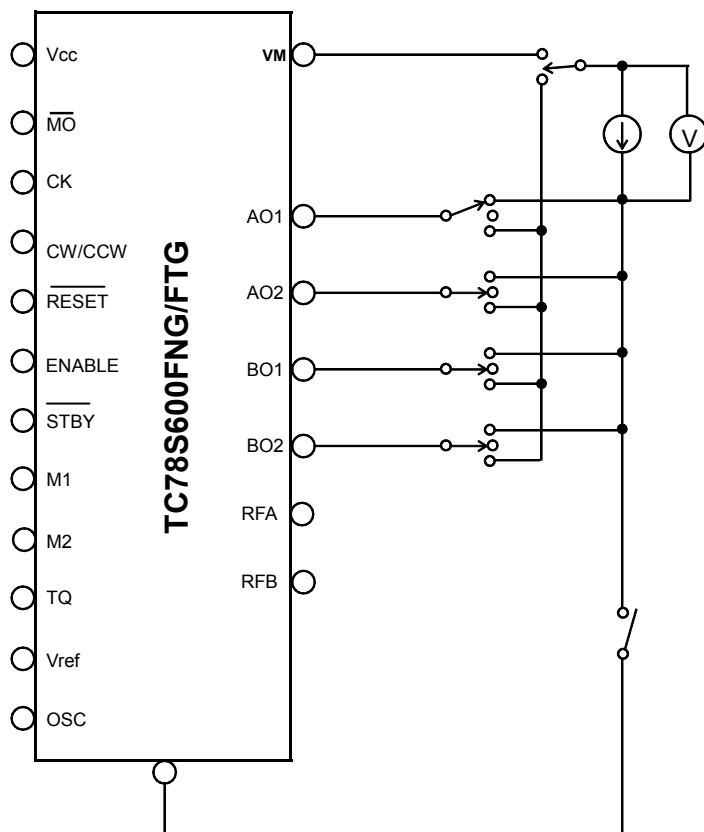 Vcc
MO
CK
CW/CCW
RESET
ENABLE
STBY
M1
M2
TQ
Vref
OSC
TC78S600FNG/FTG
VM
AO1
AO2
BO1
BO2
RFA
RFB
V